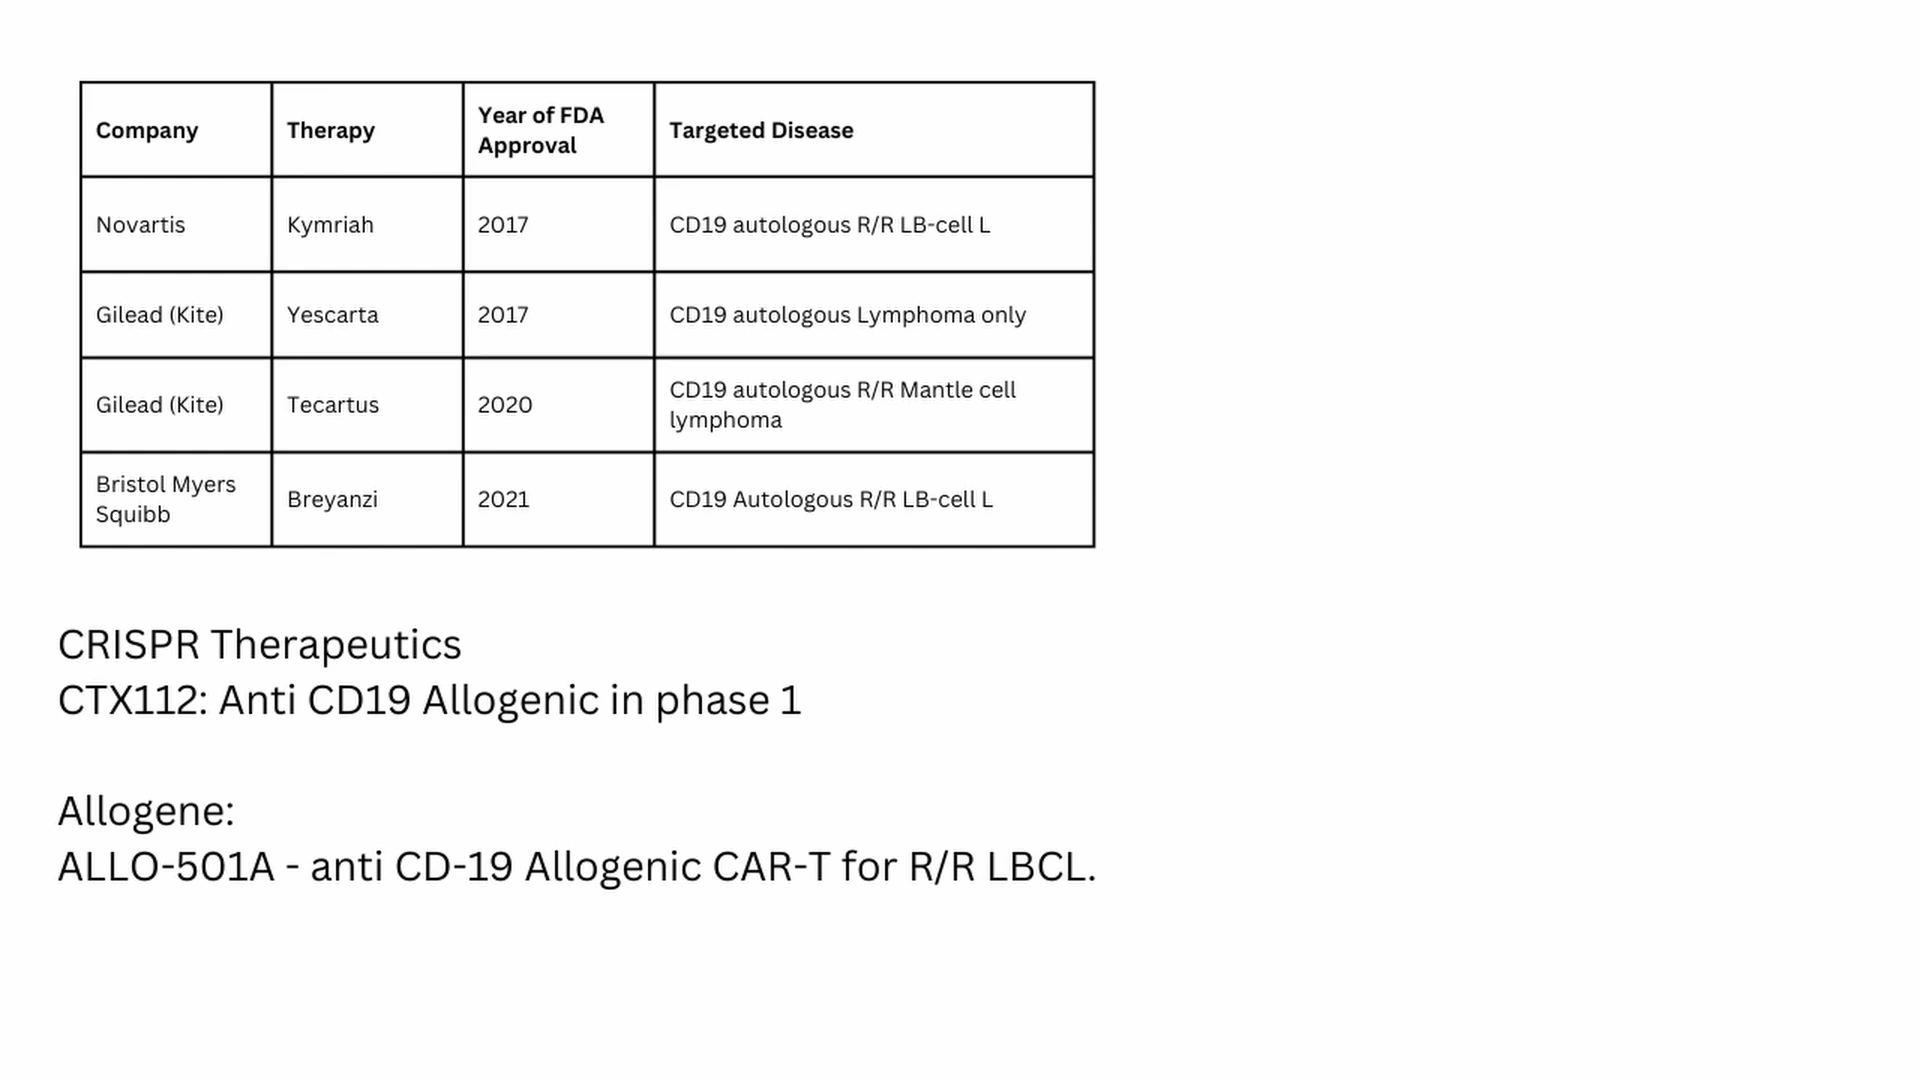 Company Therapy Year of FDA Approval Targeted Disease
Novartis Kymriah 2017 CD19 autologous R/R LB-cell L
Gilead (Kite) Yescarta 2017 CD19 autologous Lymphoma only
Gilead (Kite) Tecartus 2020 CD19 autologous R/R Mantle cell lymphoma
Bristol Myers Squibb Breyanzi 2021 CD19 Autologous R/R LB-cell L
CRISPR Therapeutics
CTX112: Anti CD19 Allogenic in phase 1
Allogene:
ALLO-501A - anti CD-19 Allogenic CAR-T for R/R LBCL.